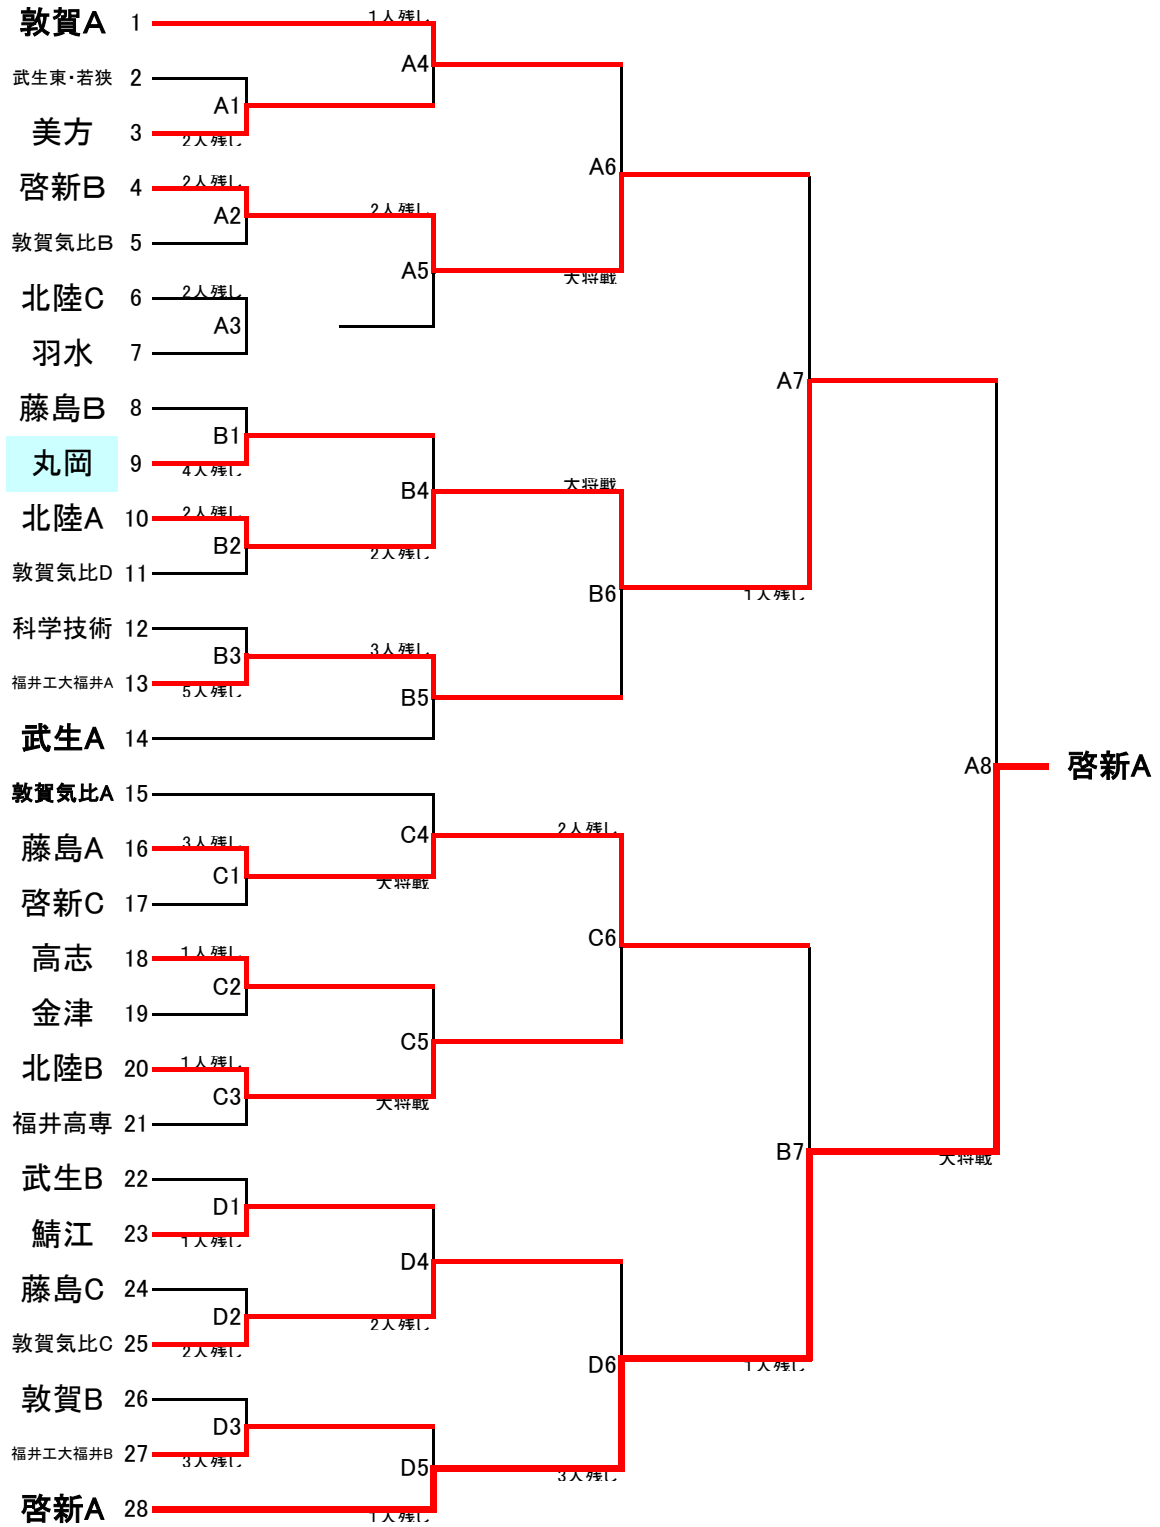 敦賀A 1
1人残し
A4
武生東・若狭 2
A1
美方 3
2人残し
A6
啓新B 4
2人残し
A2
2人残し
敦賀気比B 5
A5
大将戦
北陸C 6
2人残し
A3
羽水 7
A7
藤島B 8
B1
丸岡 9
4人残し
B4
大将戦
北陸A 10
2人残し
B2
2人残し
敦賀気比D 11
B6
1人残し
科学技術 12
B3
3人残し
福井工大福井A 13
5人残し
B5
武生A 14
A8
啓新A
敦賀気比A 15
C4
2人残し
藤島A 16
3人残し
C1
大将戦
啓新C 17
C6
高志 18
1人残し
C2
金津 19
C5
北陸B 20
1人残し
C3
大将戦
福井高専 21
B7
大将戦
武生B 22
D1
鯖江 23
1人残し
D4
藤島C 24
D2
2人残し
敦賀気比C 25
2人残し
D6
1人残し
敦賀B 26
D3
福井工大福井B 27
3人残し
D5
3人残し
啓新A 28
1人残し